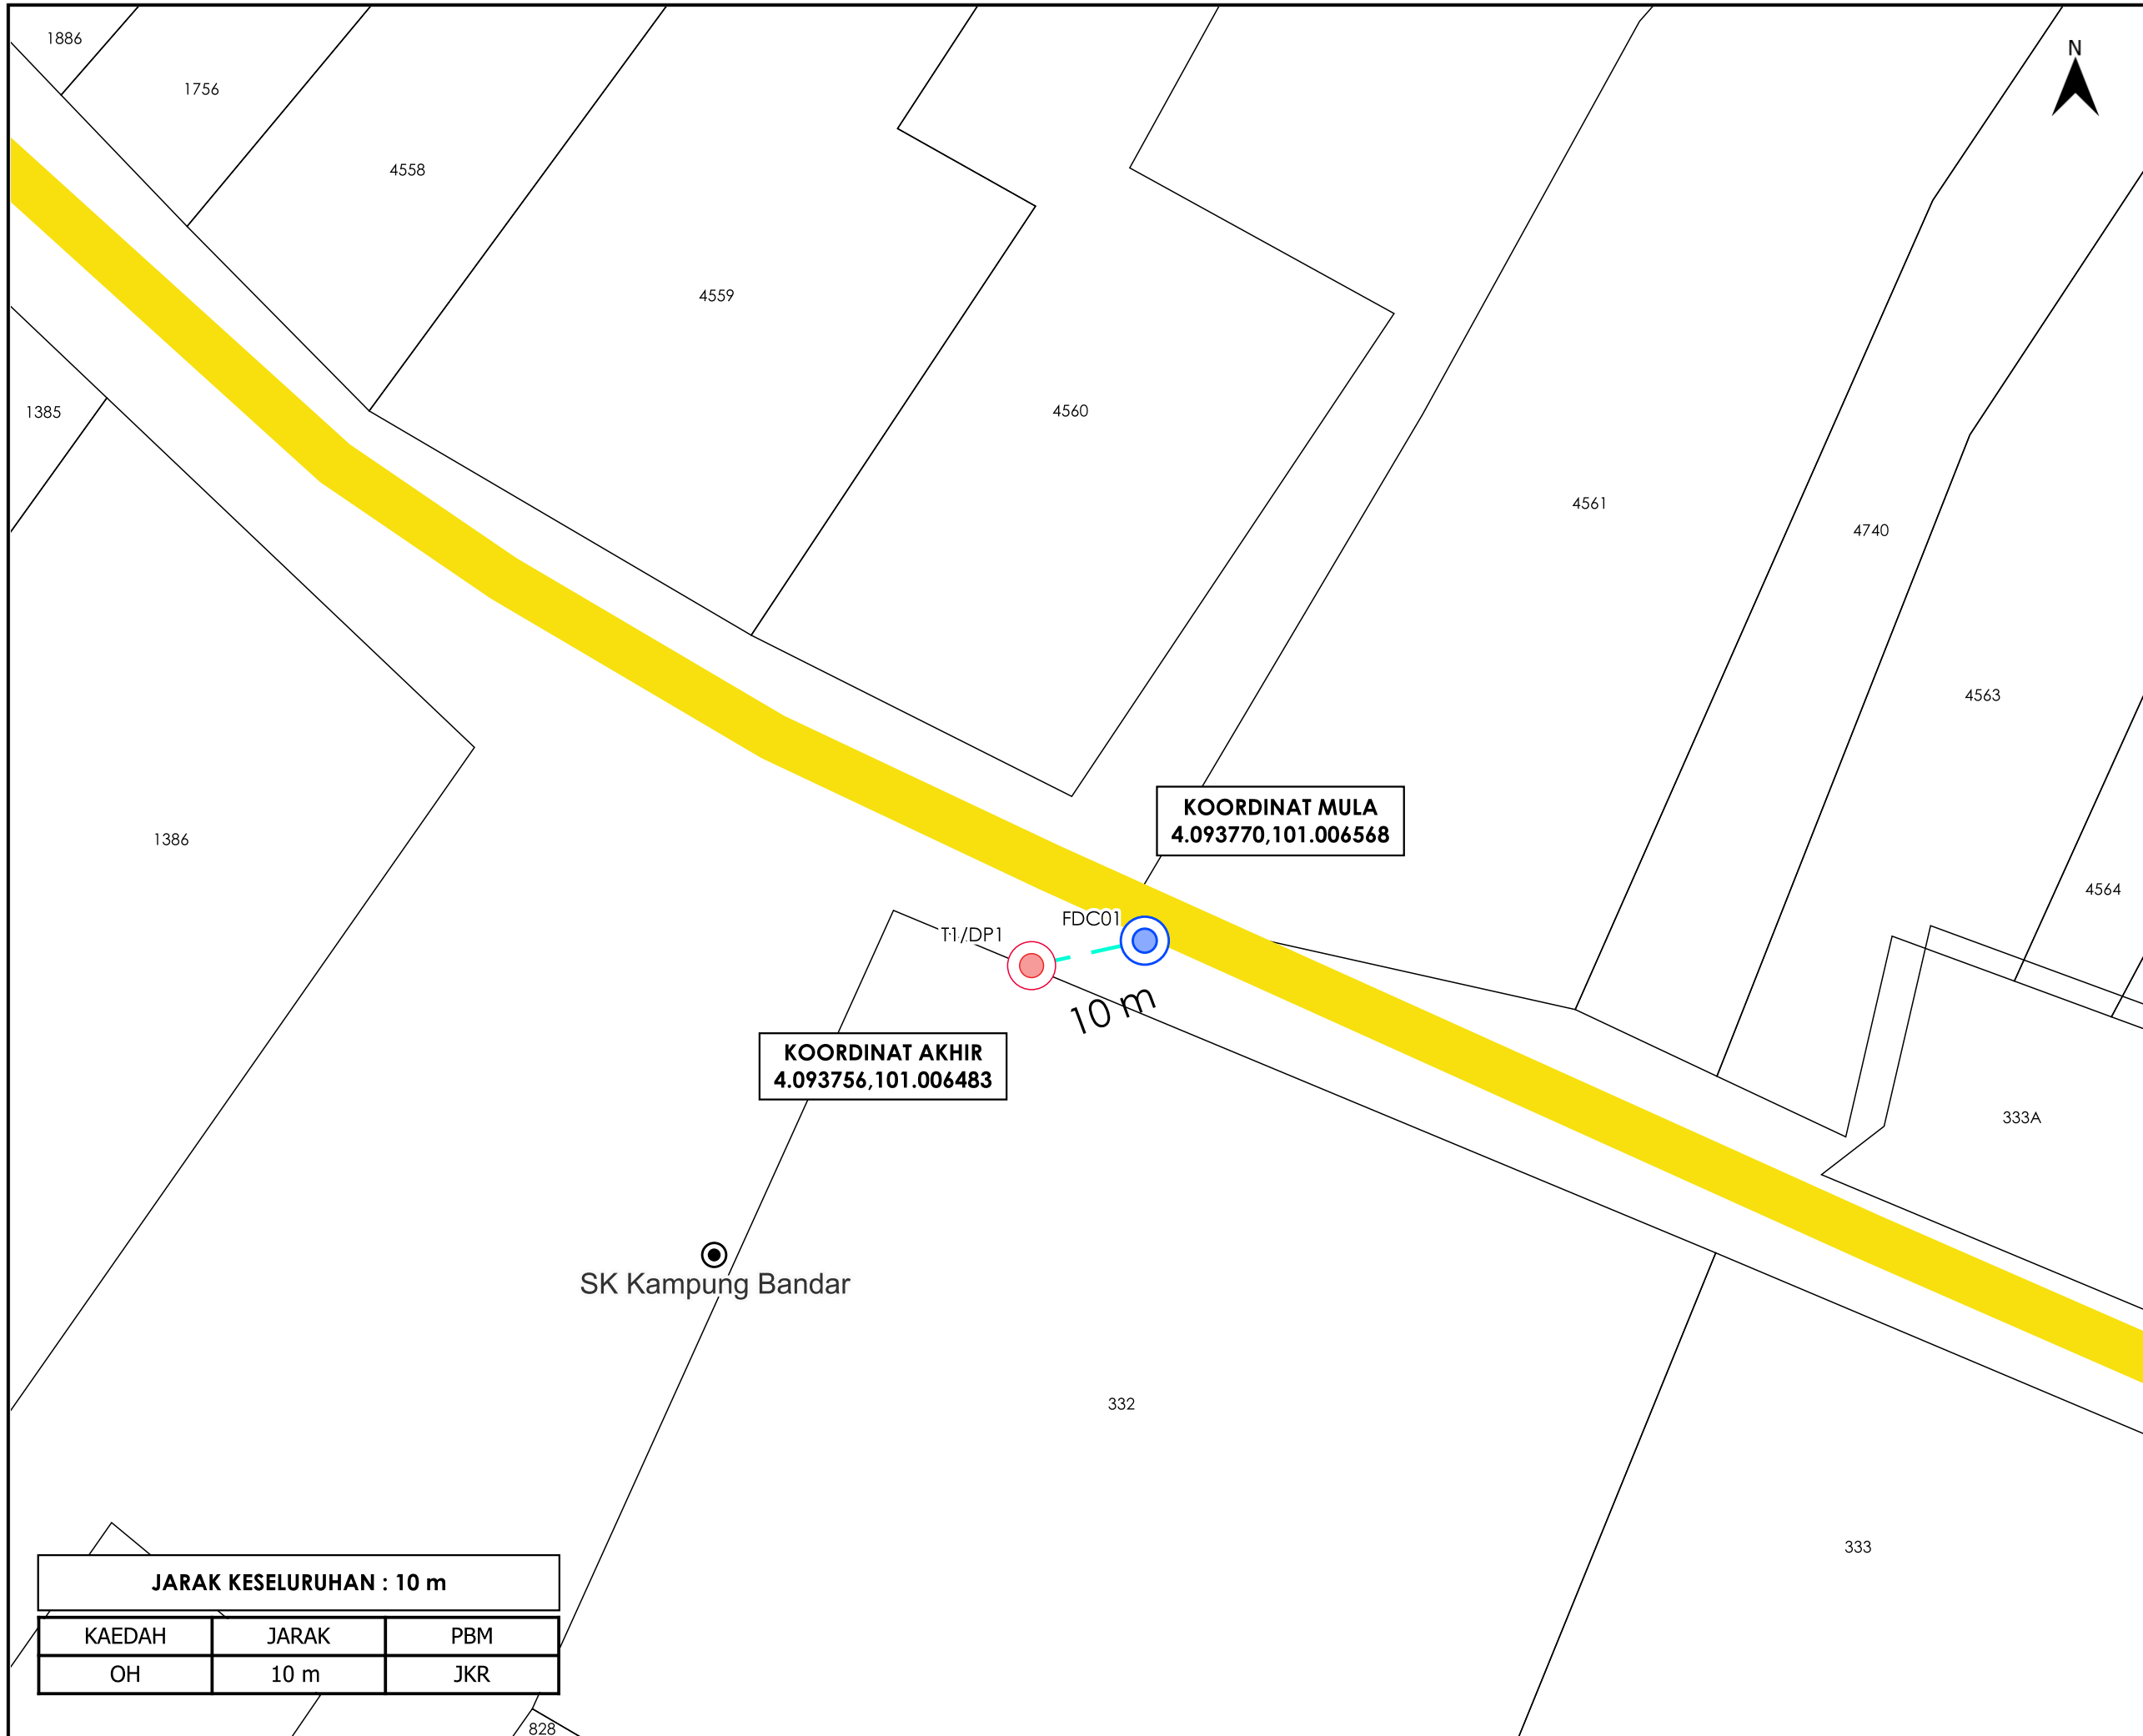 1886
N
1756
4558
4559
4560
1385
4561
4740
4563
KOORDINAT MULA
4.093770,101.006568
1386
4564
FDC01
T1/DP1
10 m
KOORDINAT AKHIR
4.093756,101.006483
333A
SK Kampung Bandar
332
333
JARAK KESELURUHAN : 10 m
KAEDAH JARAK PBM
OH 10 m JKR
828